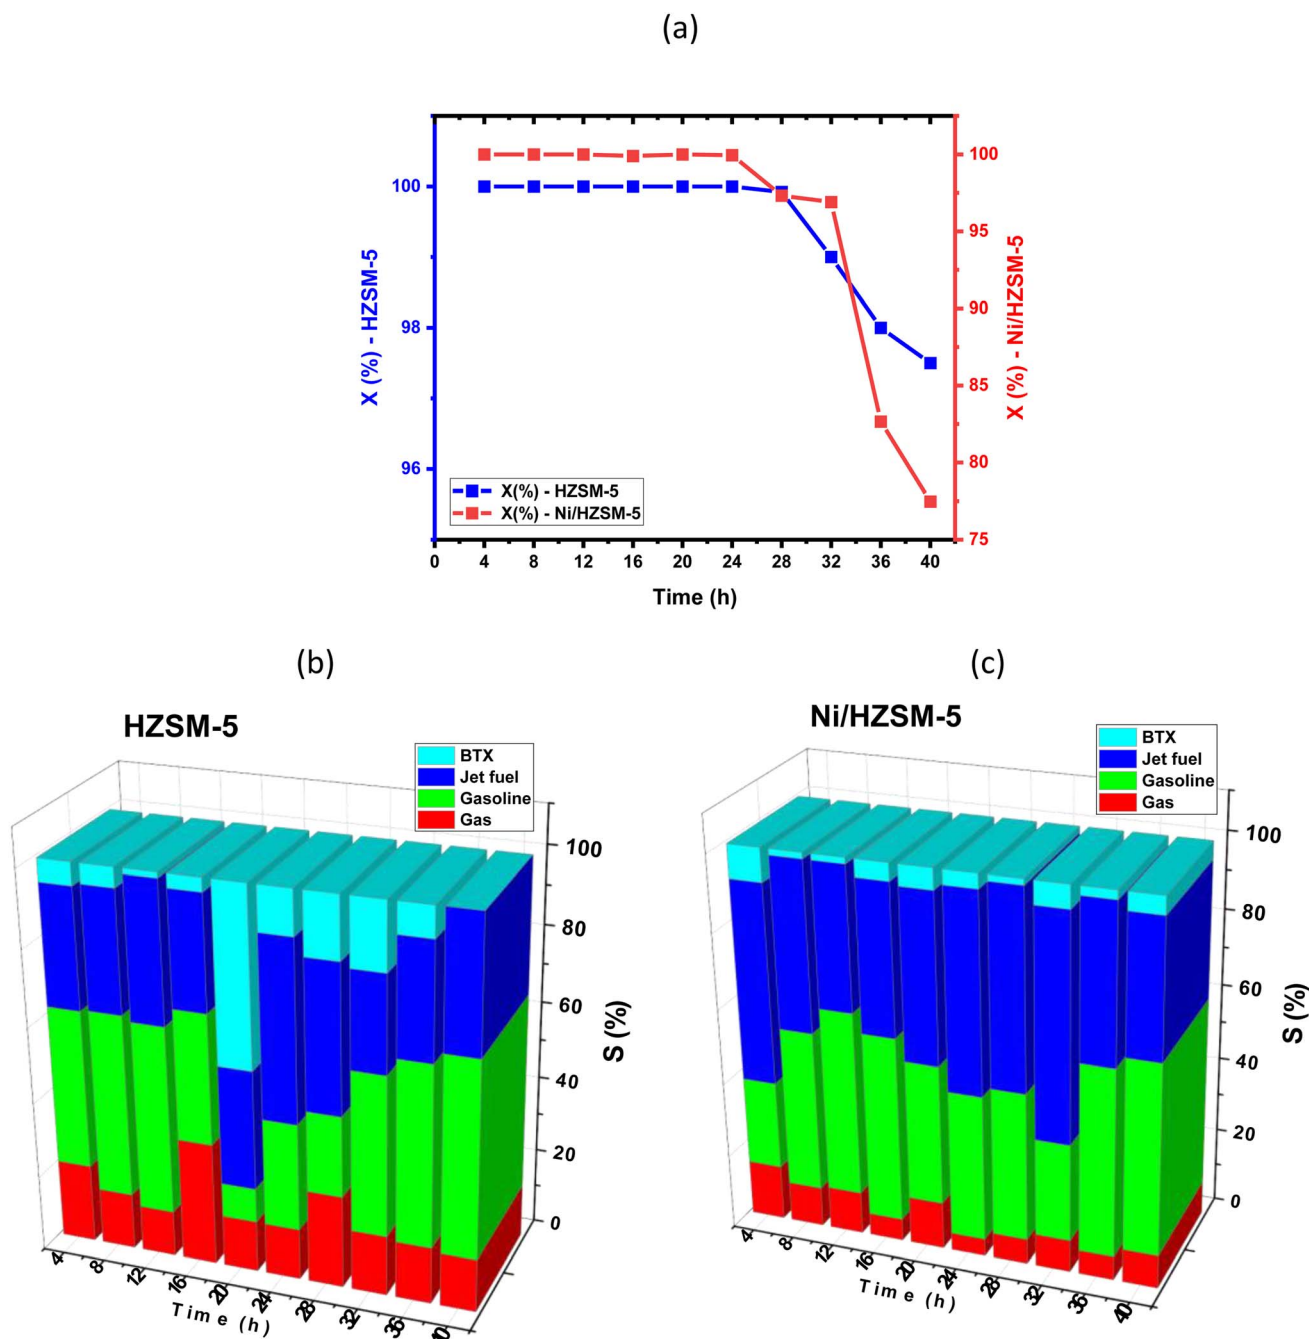 (a)
X (%) - HZSM-5
100
98
96
X (%) - Ni/HZSM-5
100
95
90
85
80
75
X(%) - HZSM-5
X(%) - Ni/HZSM-5
0 4 8 12 16 20 24 28 32 36 40
Time (h)
(b)
HZSM-5
BTX
Jet fuel
Gasoline
Gas
100
80
60
40
20
0
S (%)
4 8 12 16 20 24 28 32 36 40
Time (h)
(c)
Ni/HZSM-5
BTX
Jet fuel
Gasoline
Gas
100
80
60
40
20
0
S (%)
4 8 12 16 20 24 28 32 36 40
Time (h)